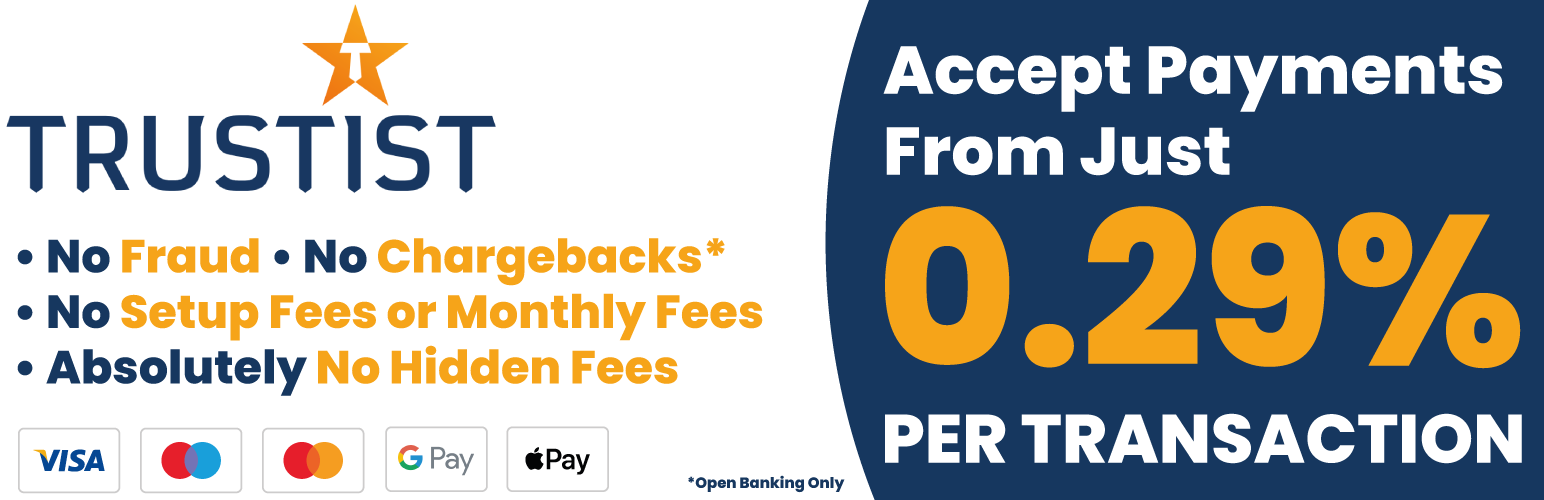 T
TRUSTIST
• No Fraud • No Chargebacks*
• No Setup Fees or Monthly Fees
• Absolutely No Hidden Fees
VISA
G Pay
Pay
*Open Banking Only
Accept Payments
From Just
0.29%
PER TRANSACTION